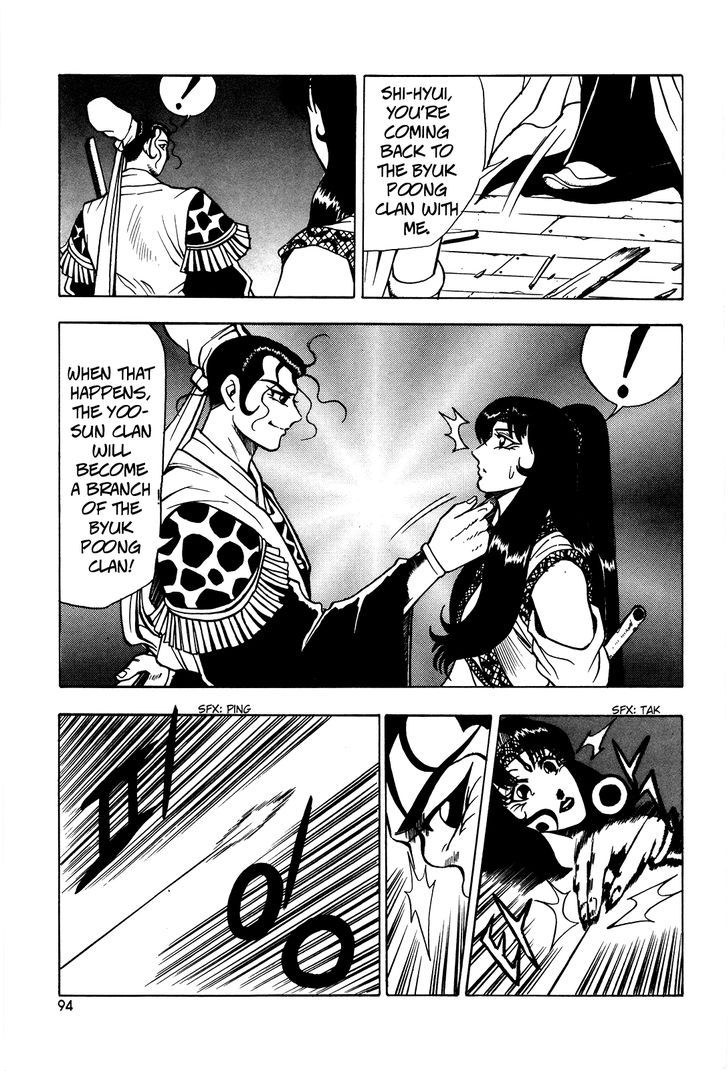 SHI-HYUI,
YOU'RE
COMING
BACK TO
THE BYUK
POONG
CLAN WITH
ME.
!
!
WHEN THAT
HAPPENS,
THE YOO-
SUN CLAN
WILL
BECOME
A BRANCH
OF THE
BYUK
POONG
CLAN!
SFX: PING
SFX: TAK
94